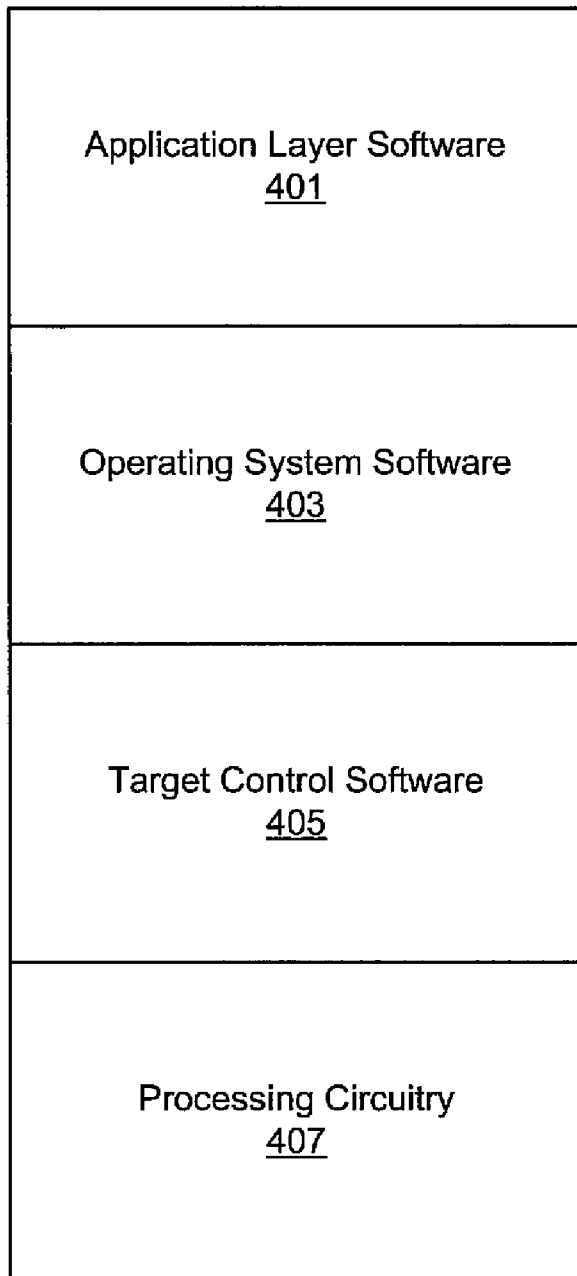 Application Layer Software
401
Operating System Software
403
Target Control Software
405
Processing Circuitry
407